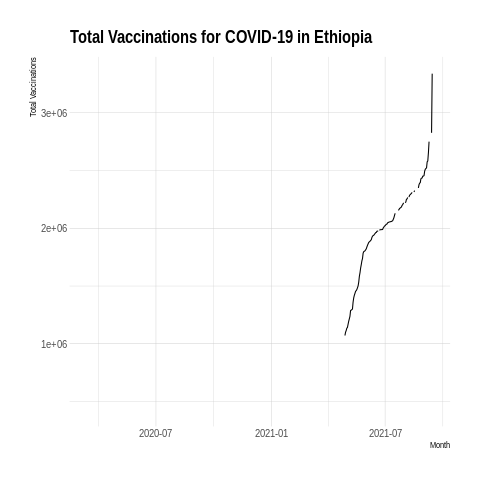 Total Vaccinations for COVID-19 in Ethiopia
Total Vaccinations
3e+06
2e+06
1e+06
2020-07 2021-01 2021-07
Month